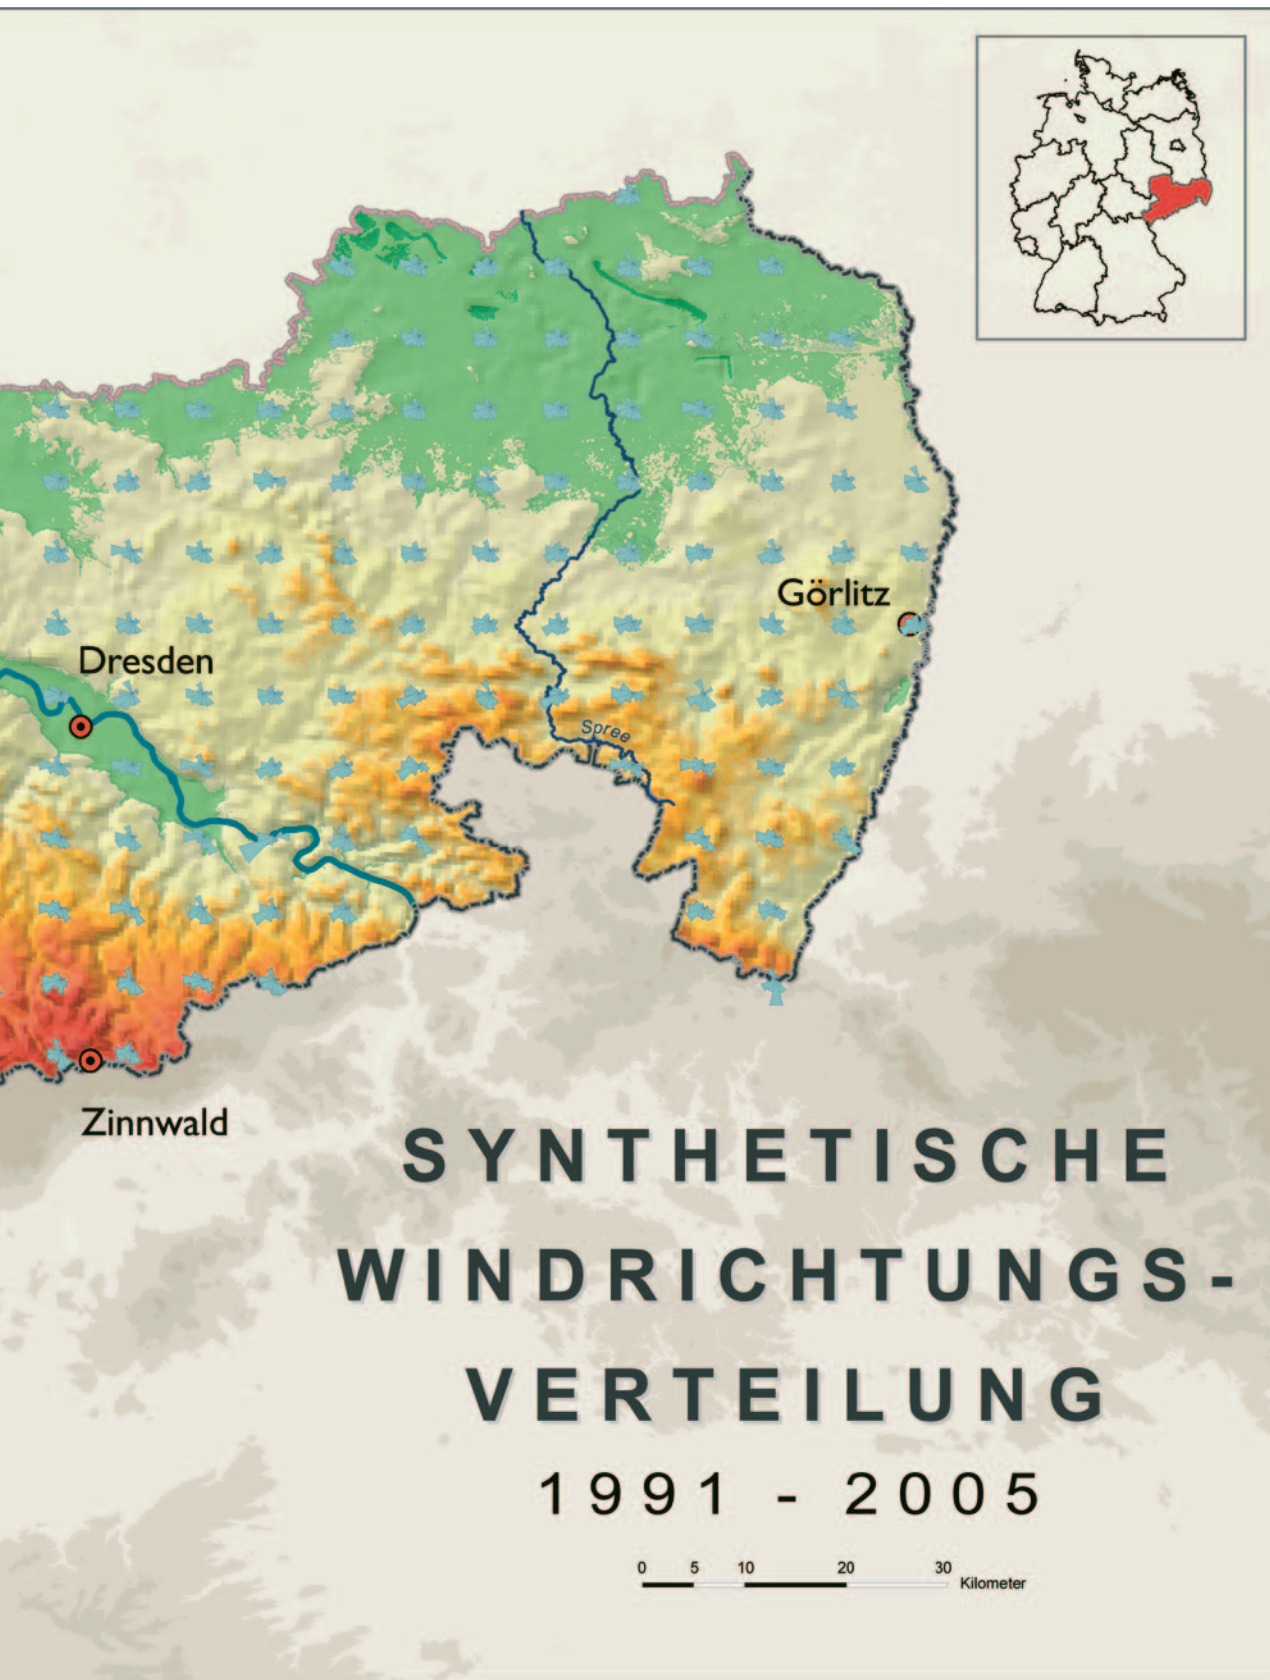 Görlitz
Dresden
Spree
Zinnwald
SYNTHETISCHE
WINDRICHTUNGS-
VERTEILUNG
1991 - 2005
0 5 10 20 30
Kilometer